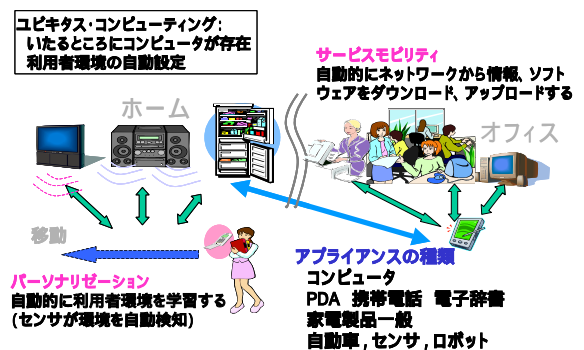 ユビキタス・コンピューティング:
いたるところにコンピュータが存在
利用者環境の自動設定
サービスモビリティ
自動的にネットワークから情報、ソフト
ウェアをダウンロード、アップロードする
ホーム
オフィス
移動
パーソナリゼーション
自動的に利用者環境を学習する
(センサが環境を自動検知)
アプライアンスの種類
コンピュータ
PDA 携帯電話 電子辞書
家電製品一般
自動車,センサ,ロボット